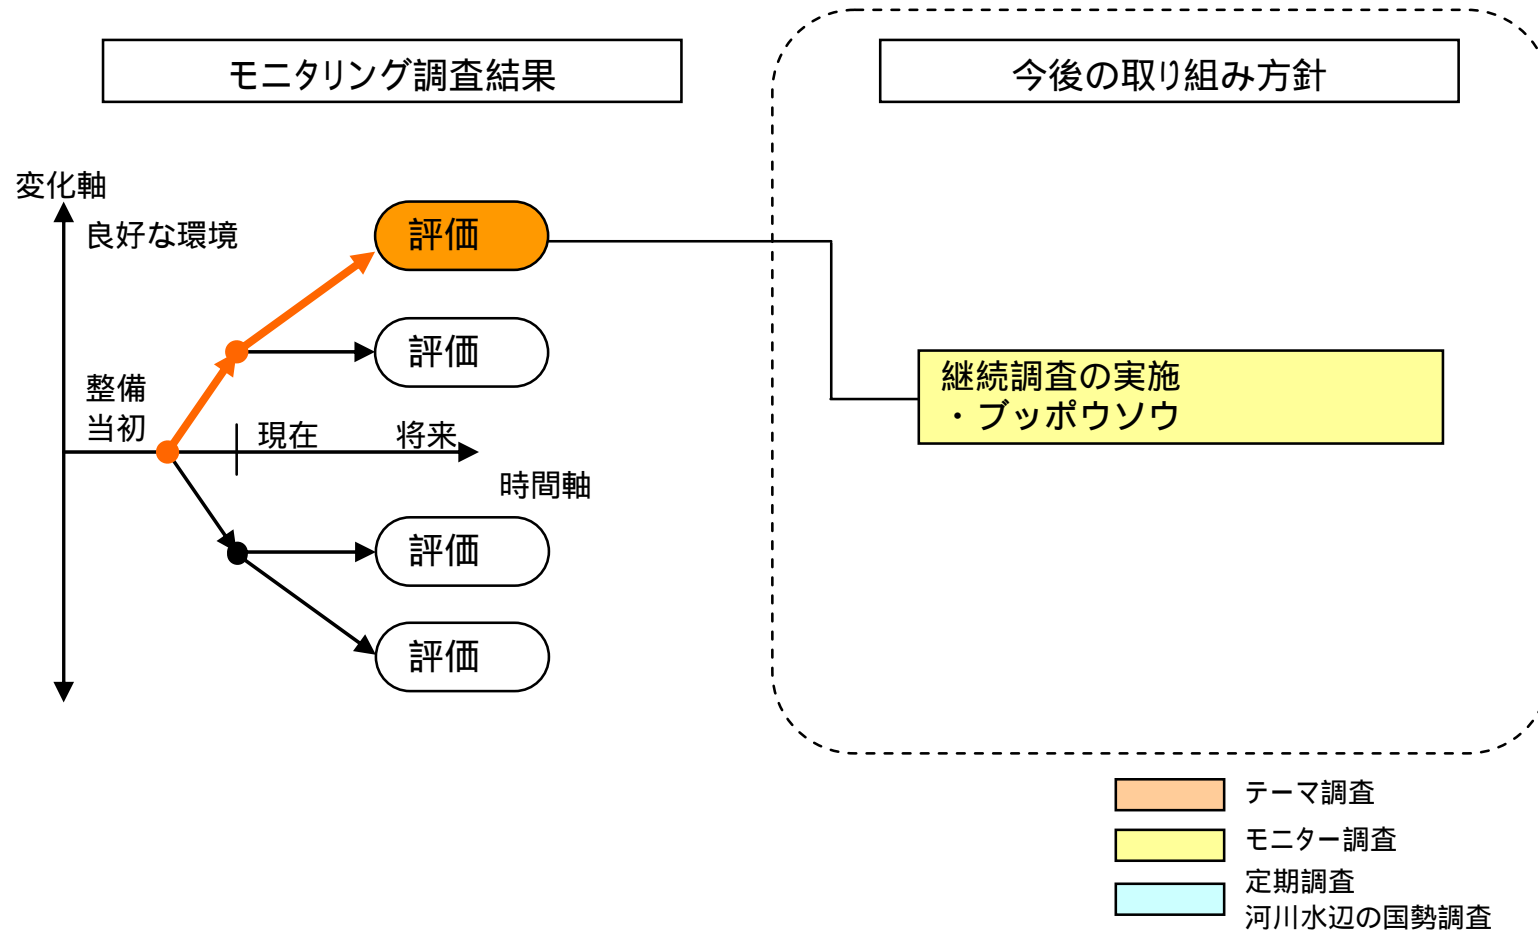 モニタリング調査結果
今後の取り組み方針
変化軸
良好な環境
評価
評価
整備
当初
現在
将来
時間軸
評価
評価
継続調査の実施
・ブッポウソウ
テーマ調査
モニター調査
定期調査
河川水辺の国勢調査